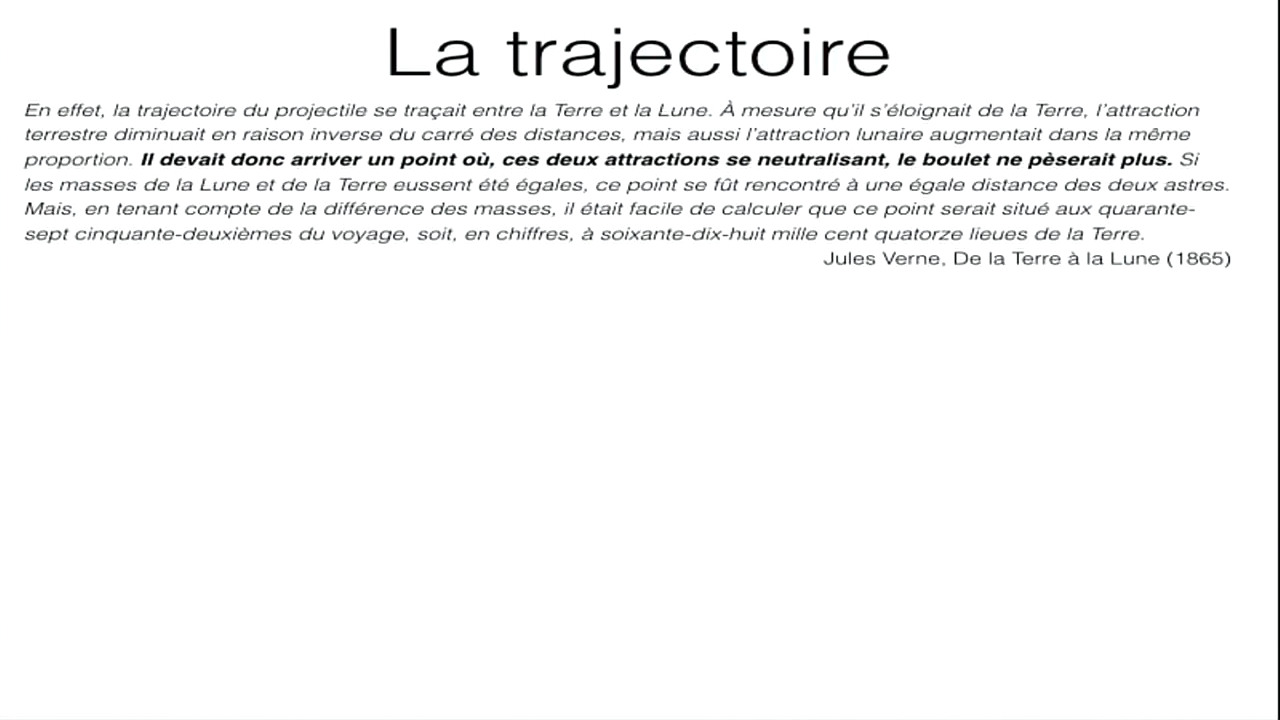 La trajectoire
En effet, la trajectoire du projectile se traçait entre la Terre et la Lune. À mesure qu'il s'éloignait de la Terre, l'attraction
terrestre diminuait en raison inverse du carré des distances, mais aussi l'attraction lunaire augmentait dans la même
proportion. Il devait donc arriver un point où, ces deux attractions se neutralisant, le boulet ne pèserait plus. Si
les masses de la Lune et de la Terre eussent été égales, ce point se fût rencontré à une égale distance des deux astres.
Mais, en tenant compte de la différence des masses, il était facile de calculer que ce point serait situé aux quarante-
sept cinquante-deuxièmes du voyage, soit, en chiffres, à soixante-dix-huit mille cent quatorze lieues de la Terre.
Jules Verne, De la Terre à la Lune (1865)